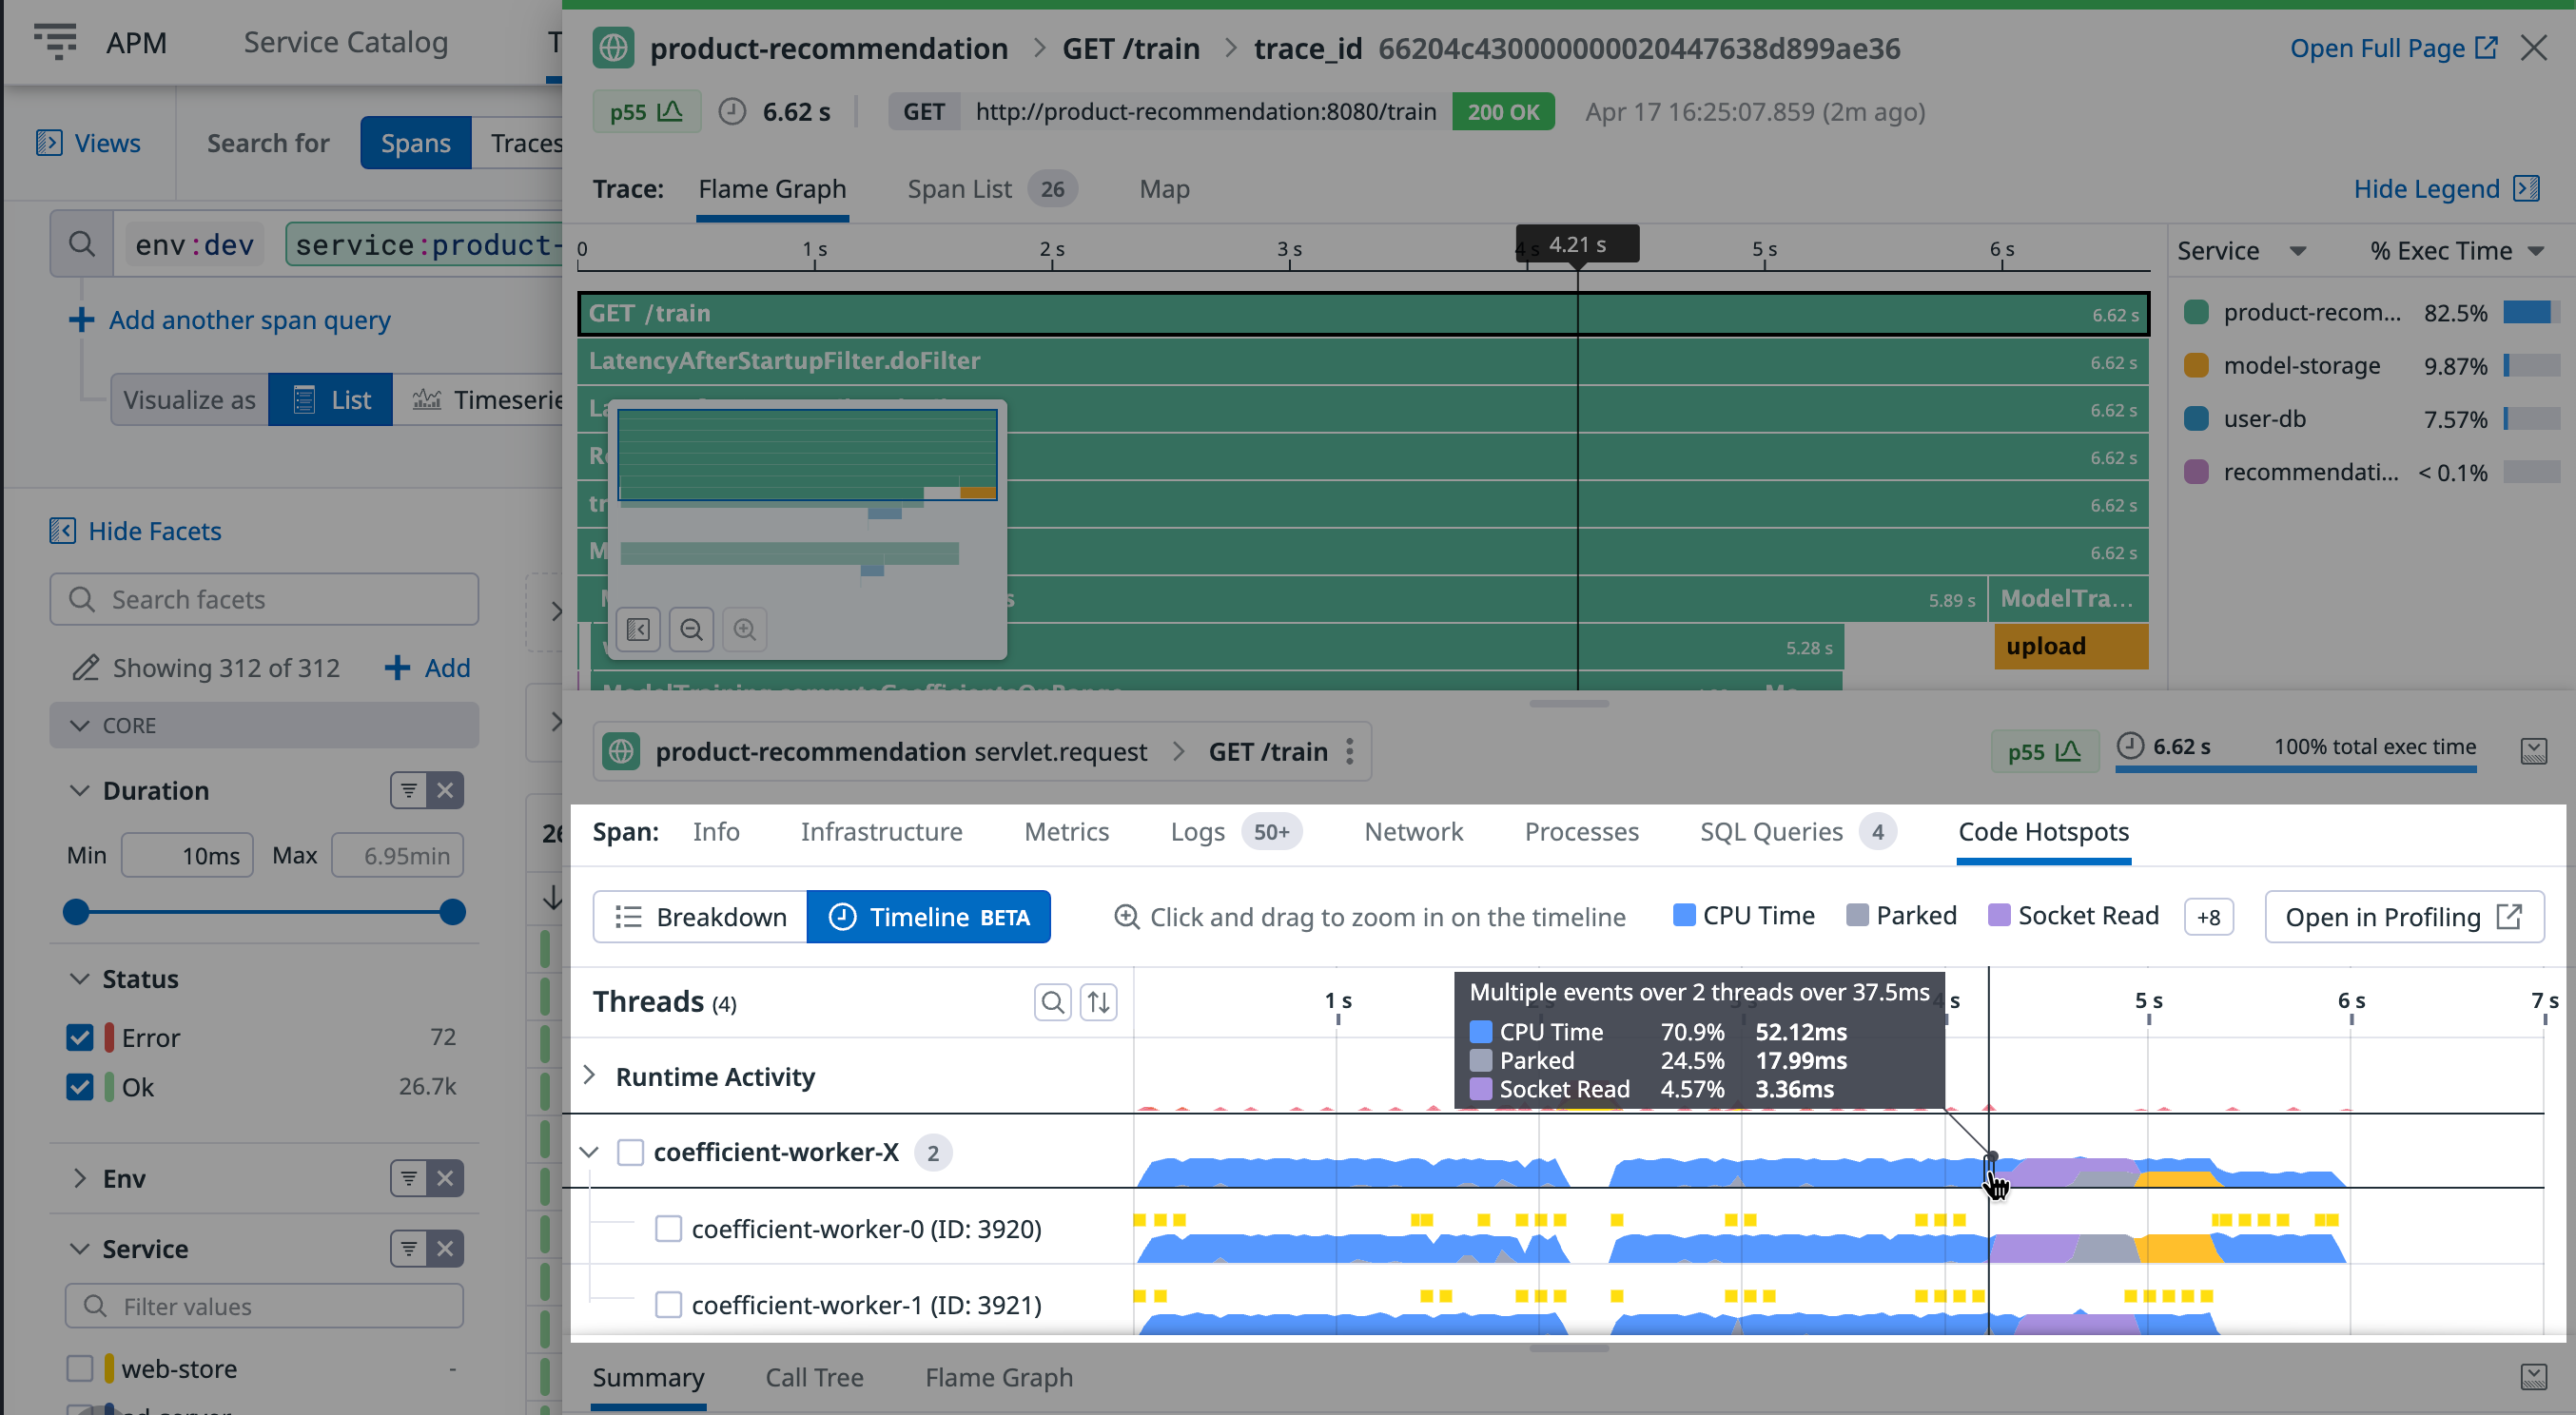 APM
Service Catalog
T
Views
Search for
Spans
Traces
env:dev
service:product-
Add another span query
Visualize as
List
Timeserie
Hide Facets
Search facets
Showing 312 of 312
Add
CORE
Duration
Min
10ms
Max
6.95min
Status
Error
72
Ok
26.7k
Env
Service
Filter values
web-store
-
26
product-recommendation > GET /train > trace_id 66204c430000000020447638d899ae36
Open Full Page
p55
6.62 s
GET http://product-recommendation:8080/train 200 OK
Apr 17 16:25:07.859 (2m ago)
Trace:
Flame Graph
Span List 26
Map
Hide Legend
0
1 s
2 s
3 s
4 s
4.21 s
5 s
6 s
GET /train
6.62 s
LatencyAfterStartupFilter.doFilter
6.62 s
La
6.62 s
Re
6.62 s
tr
6.62 s
M
6.62 s
s
5.89 s
ModelTra...
5.28 s
upload
Service
% Exec Time
product-recom...
82.5%
model-storage
9.87%
user-db
7.57%
recommendati...
< 0.1%
product-recommendation servlet.request > GET /train
p55
6.62 s
100% total exec time
Span:
Info
Infrastructure
Metrics
Logs 50+
Network
Processes
SQL Queries 4
Code Hotspots
Breakdown
Timeline BETA
Click and drag to zoom in on the timeline
CPU Time
Parked
Socket Read
+8
Open in Profiling
Threads (4)
1 s
4 s
5 s
6 s
7 s
Multiple events over 2 threads over 37.5ms
CPU Time 70.9% 52.12ms
Parked 24.5% 17.99ms
Socket Read 4.57% 3.36ms
Runtime Activity
coefficient-worker-X 2
coefficient-worker-0 (ID: 3920)
coefficient-worker-1 (ID: 3921)
Summary
Call Tree
Flame Graph